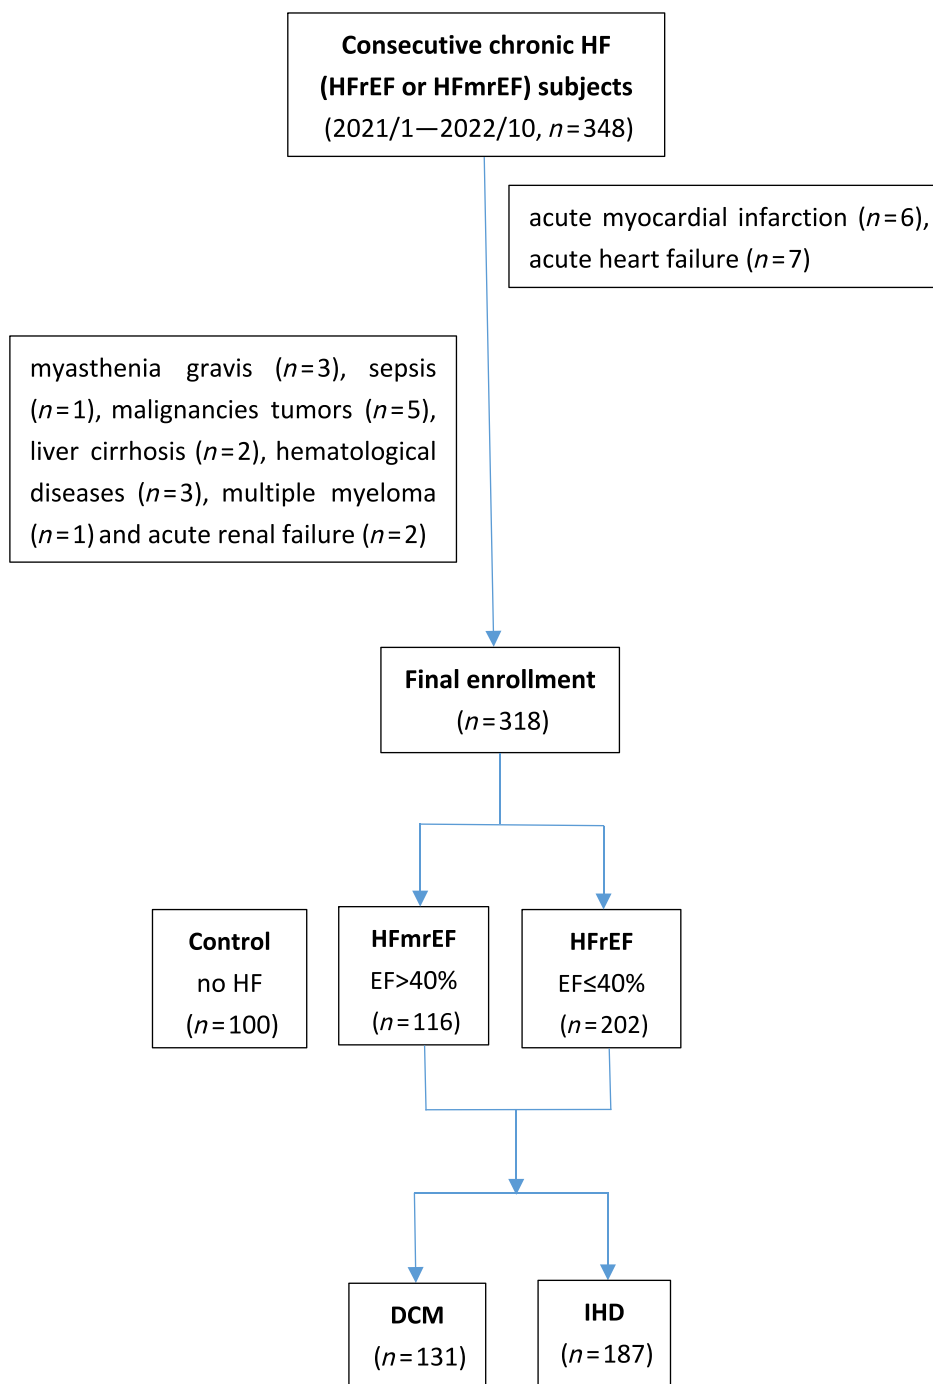 Consecutive chronic HF
(HFrEF or HFmrEF) subjects
(2021/1—2022/10, n=348)
acute myocardial infarction (n=6),
acute heart failure (n=7)
myasthenia gravis (n=3), sepsis
(n=1), malignancies tumors (n=5),
liver cirrhosis (n=2), hematological
diseases (n=3), multiple myeloma
(n=1) and acute renal failure (n=2)
Final enrollment
(n=318)
Control
no HF
(n=100)
HFmrEF
EF>40%
(n=116)
HFrEF
EF≤40%
(n=202)
DCM
(n=131)
IHD
(n=187)